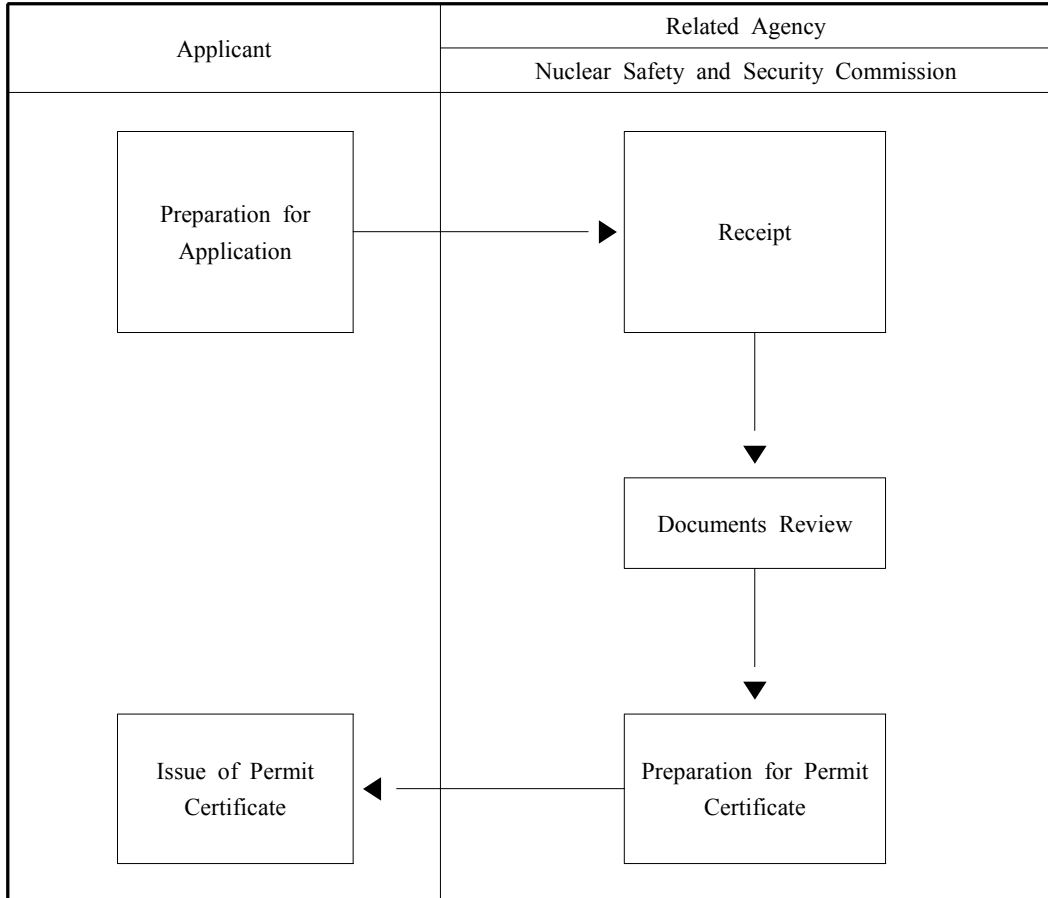 Applicant
Related Agency
Nuclear Safety and Security Commission
Preparation for
Application
Receipt
Documents Review
Issue of Permit
Certificate
Preparation for Permit
Certificate